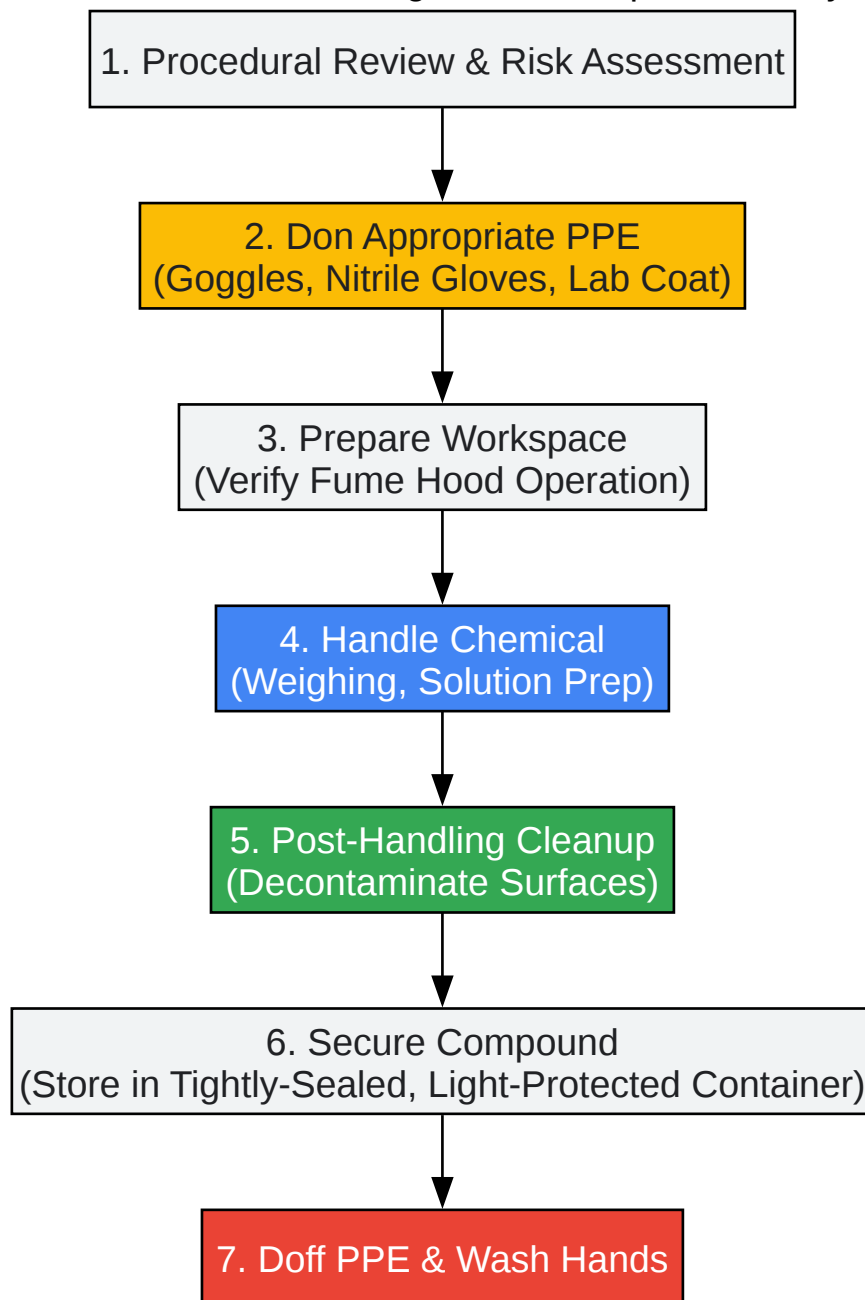 1. Procedural Review & Risk Assessment
2. Don Appropriate PPE
(Goggles, Nitrile Gloves, Lab Coat)
3. Prepare Workspace
(Verify Fume Hood Operation)
4. Handle Chemical
(Weighing, Solution Prep)
5. Post-Handling Cleanup
(Decontaminate Surfaces)
6. Secure Compound
(Store in Tightly-Sealed, Light-Protected Container)
7. Doff PPE & Wash Hands